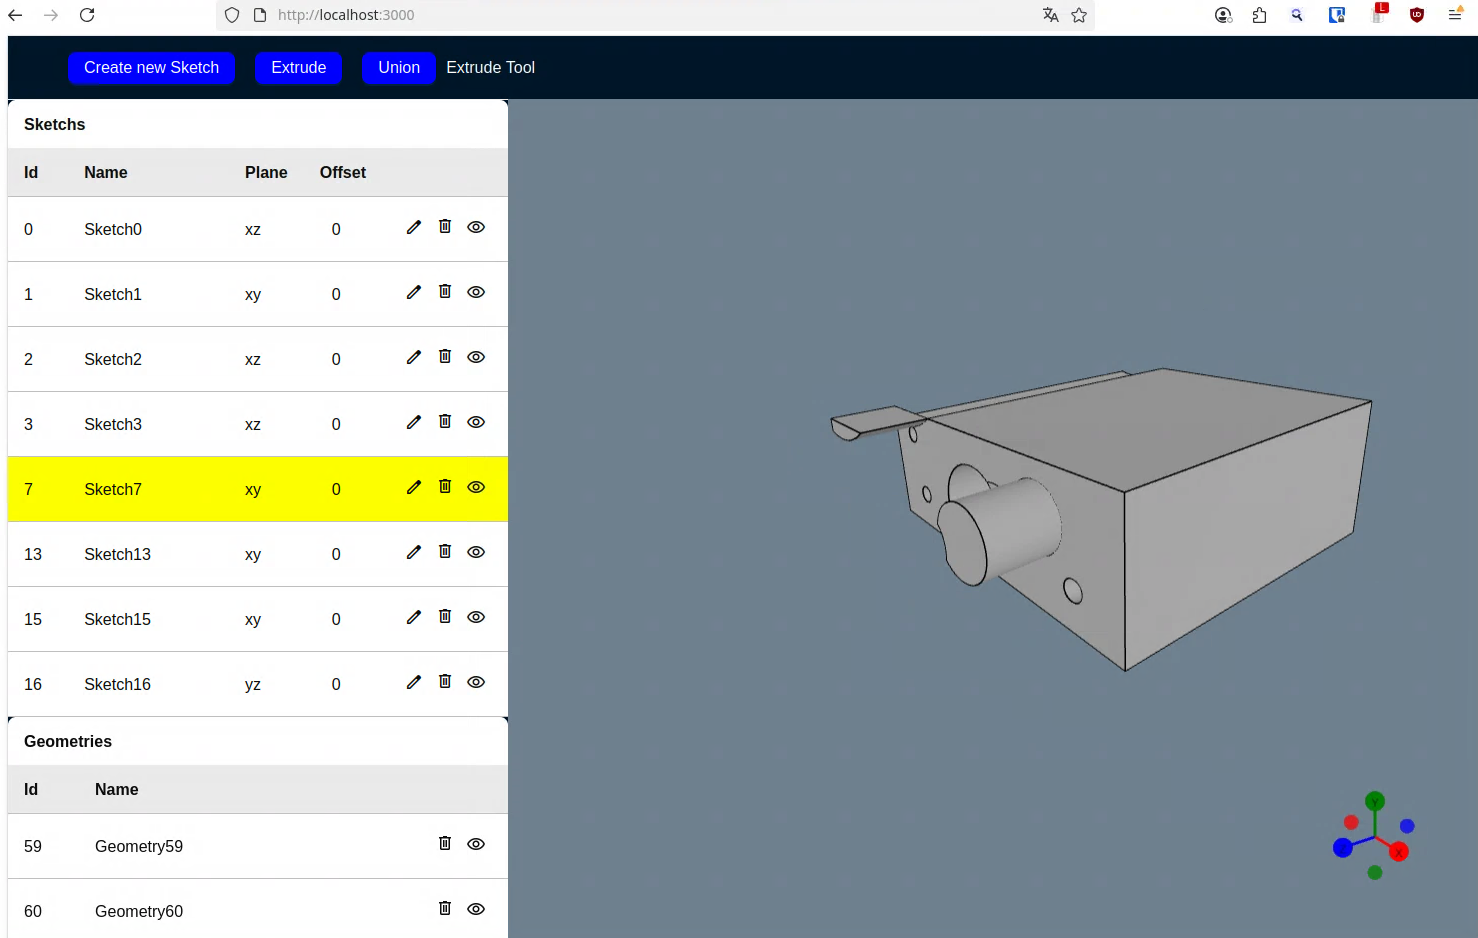 http://localhost:3000
L
Create new Sketch Extrude Union Extrude Tool
Sketchs
Id Name Plane Offset
0 Sketch0 xz 0
1 Sketch1 xy 0
2 Sketch2 xz 0
3 Sketch3 xz 0
7 Sketch7 xy 0
13 Sketch13 xy 0
15 Sketch15 xy 0
16 Sketch16 yz 0
Geometries
Id Name
59 Geometry59
60 Geometry60
Y
X